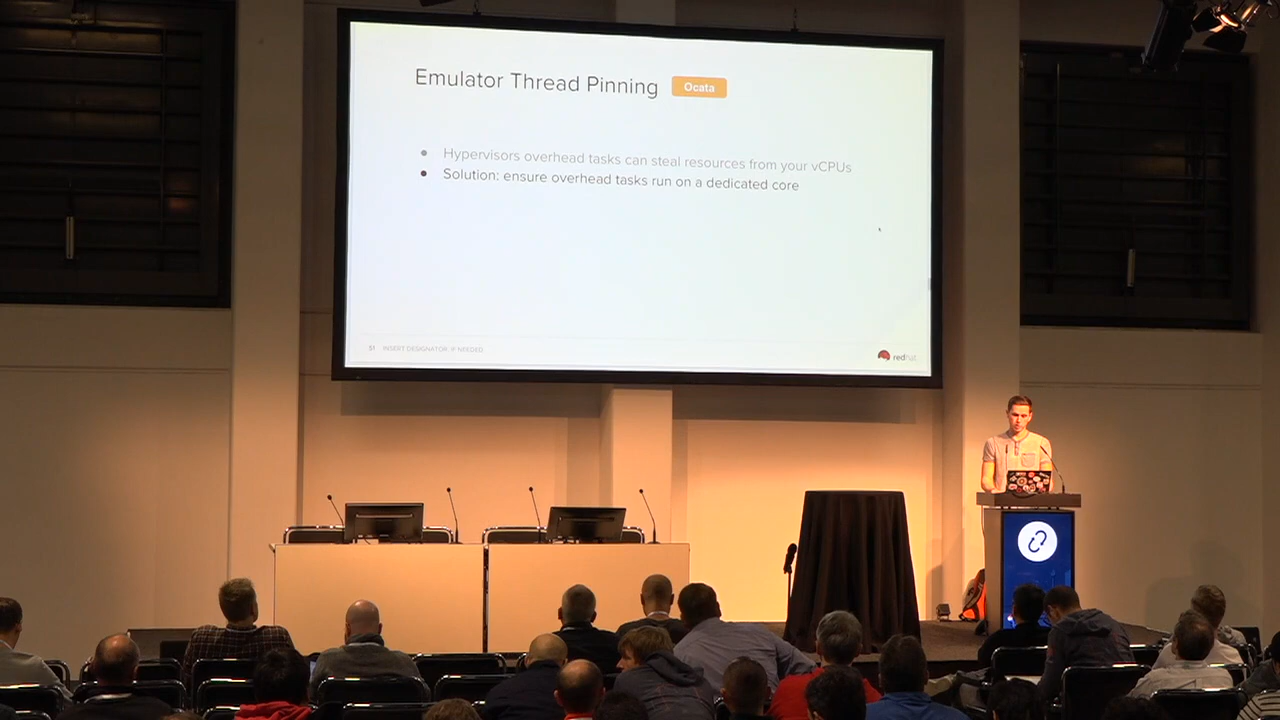 Emulator Thread Pinning Ocata
Hypervisors overhead tasks can steal resources from your vCPUs
Solution: ensure overhead tasks run on a dedicated core
51 INSERT DESIGNATOR, IF NEEDED
redhat